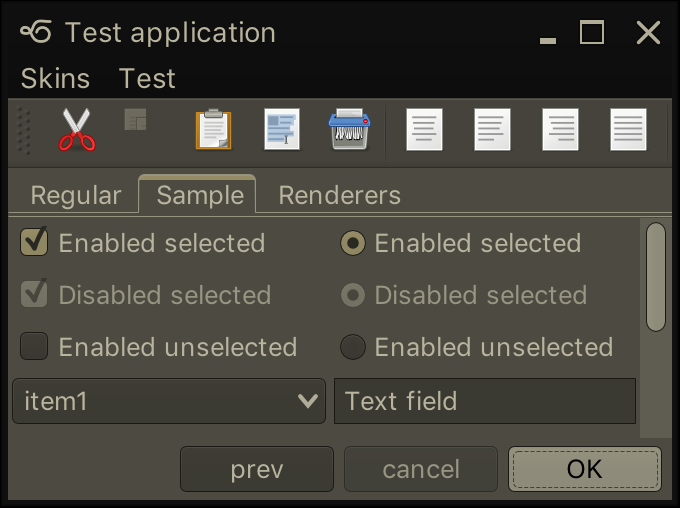 Test application
Skins Test
Regular Sample Renderers
Enabled selected Enabled selected
Disabled selected Disabled selected
Enabled unselected Enabled unselected
item1 Text field
prev cancel OK